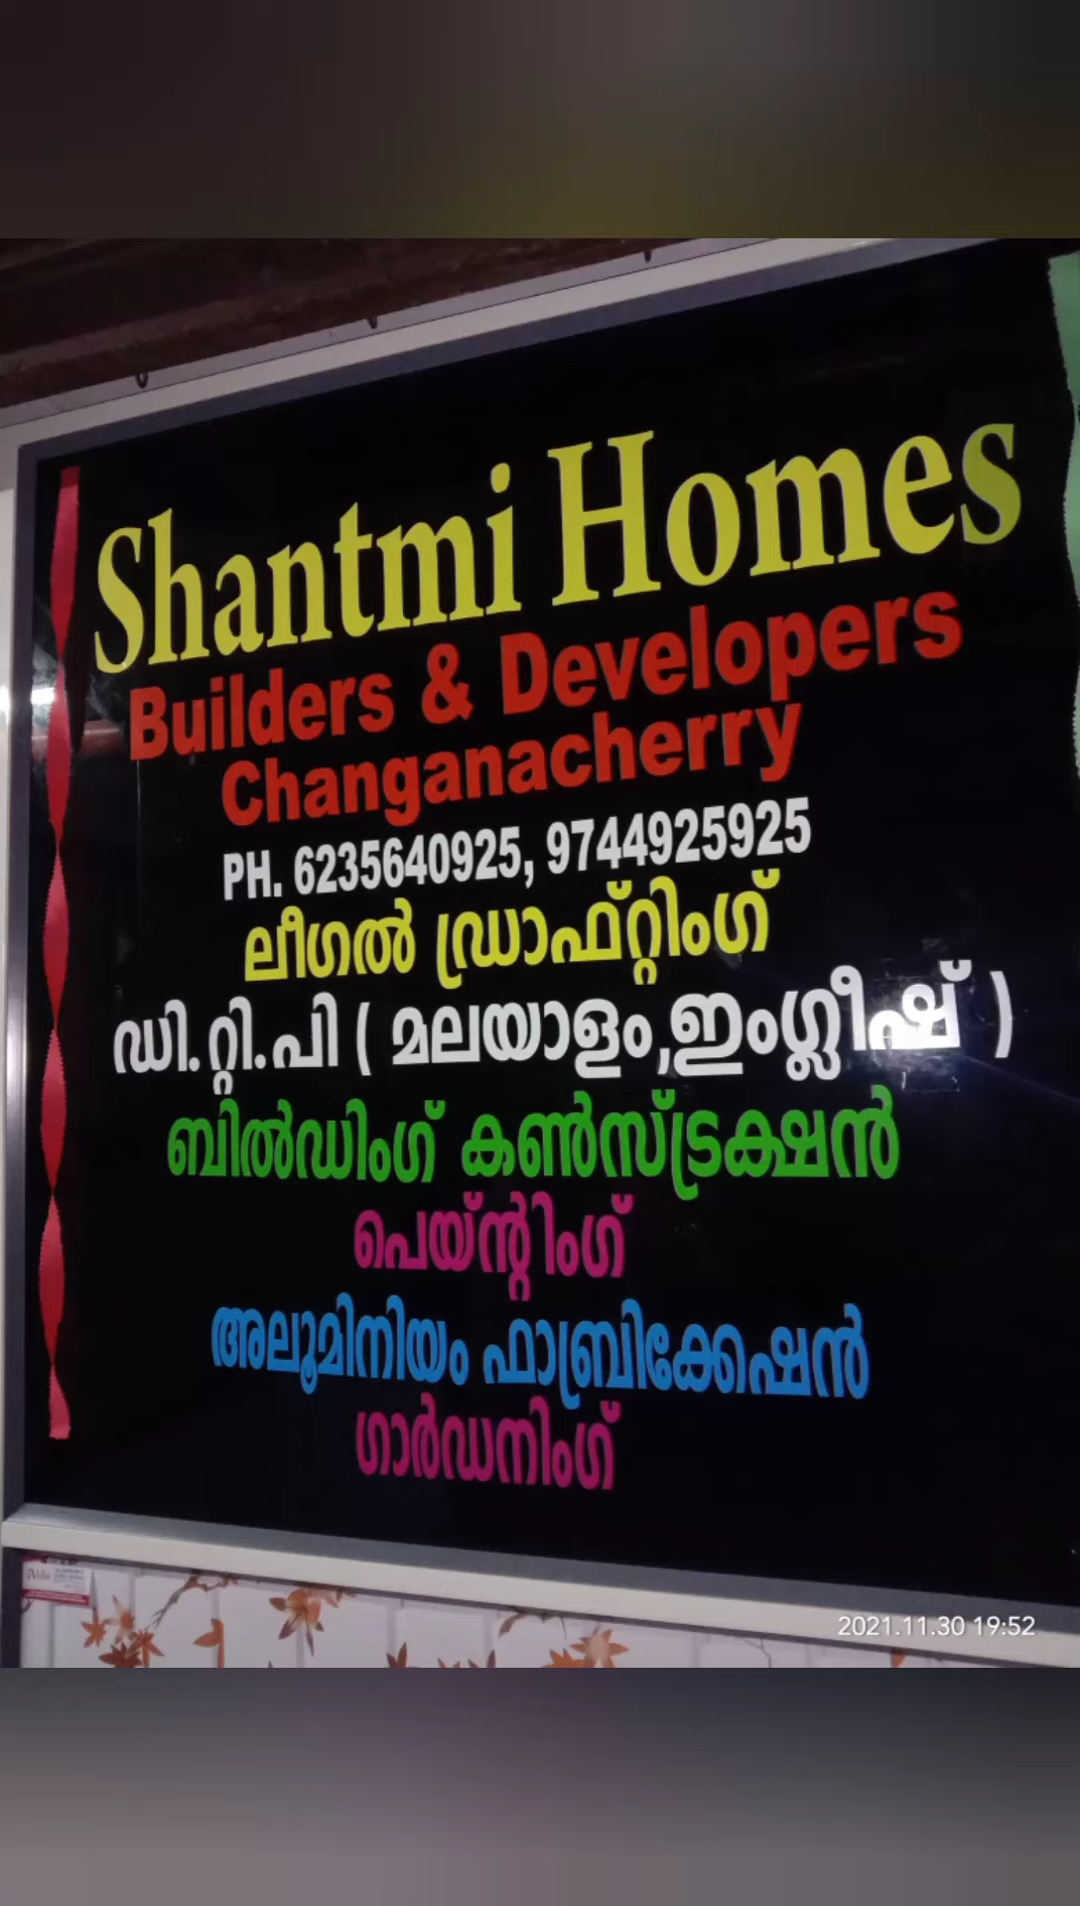 Shantmi Homes
Builders & Developers
Changanacherry
PH. 6235640925, 9744925925
ലീഗൽ ഡ്രാഫ്റ്റിംഗ്
ഡി.റ്റി.പി ( മലയാളം,ഇംഗ്ലീഷ് )
ബിൽഡിംഗ് കൺസ്ട്രക്ഷൻ
പെയ്ന്റിംഗ്
അലൂമിനിയം ഫാബ്രിക്കേഷൻ
ഗാർഡനിംഗ്
2021.11.30 19:52